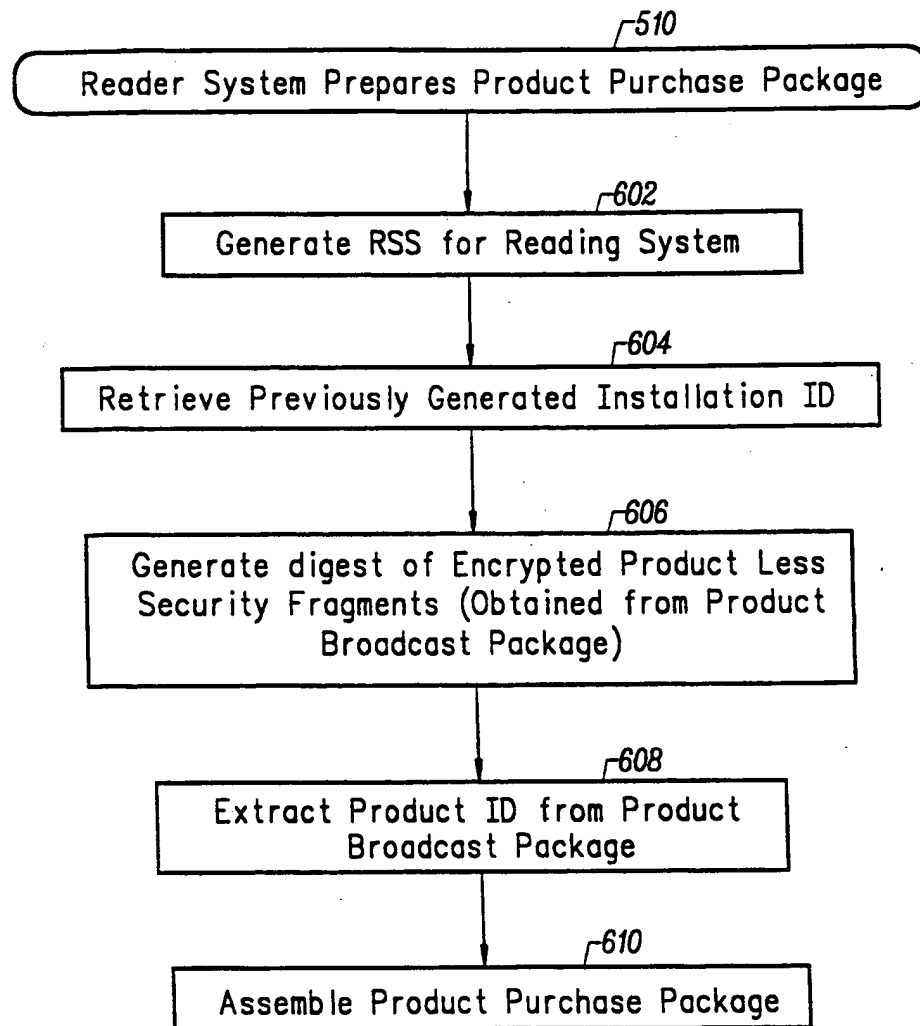 510
Reader System Prepares Product Purchase Package
602
Generate RSS for Reading System
604
Retrieve Previously Generated Installation ID
606
Generate digest of Encrypted Product Less
Security Fragments (Obtained from Product
Broadcast Package)
608
Extract Product ID from Product
Broadcast Package
610
Assemble Product Purchase Package